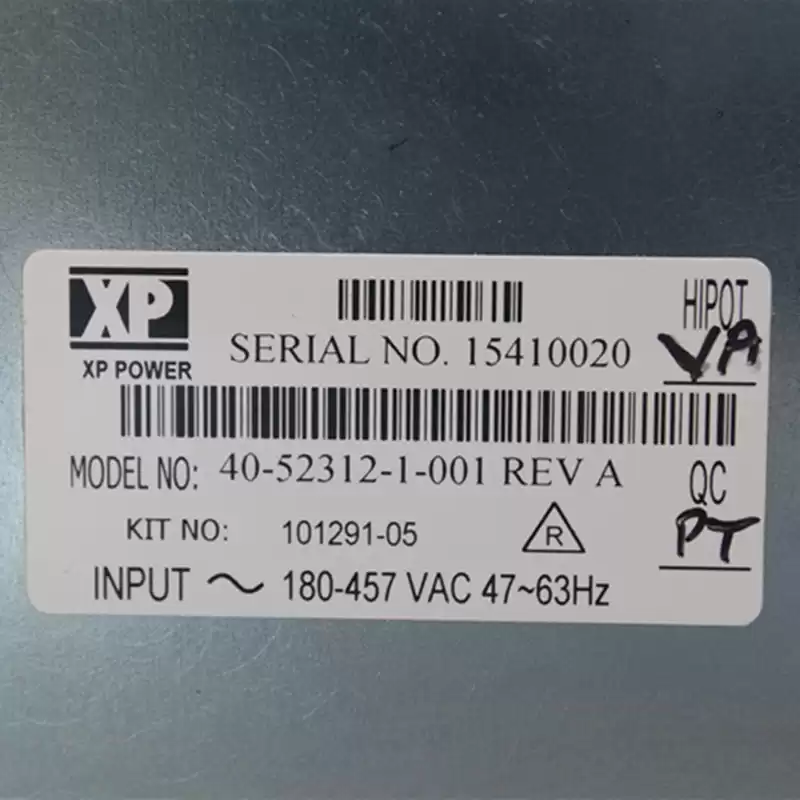 XP
XP POWER
SERIAL NO. 15410020
HIPOT
VA
MODEL NO: 40-52312-1-001 REV A
QC
PT
KIT NO: 101291-05
R
INPUT ~ 180-457 VAC 47~63Hz